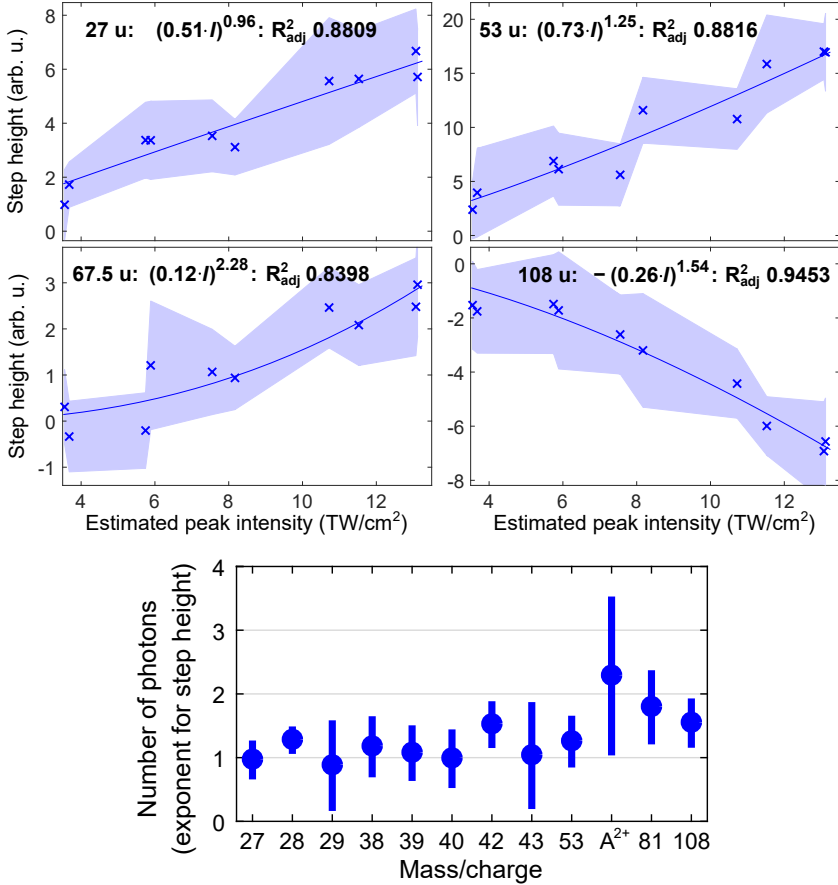 27 u: (0.51·I)^0.96: R²adj 0.8809
8
6
4
2
0
Step height (arb. u.)
53 u: (0.73·I)^1.25: R²adj 0.8816
20
15
10
5
0
67.5 u: (0.12·I)^2.28: R²adj 0.8398
3
2
1
0
-1
Step height (arb. u.)
4 6 8 10 12
Estimated peak intensity (TW/cm²)
108 u: −(0.26·I)^1.54: R²adj 0.9453
0
-2
-4
-6
-8
4 6 8 10 12
Estimated peak intensity (TW/cm²)
4
3
2
1
0
Number of photons
(exponent for step height)
27 28 29 38 39 40 42 43 53 A²⁺ 81 108
Mass/charge